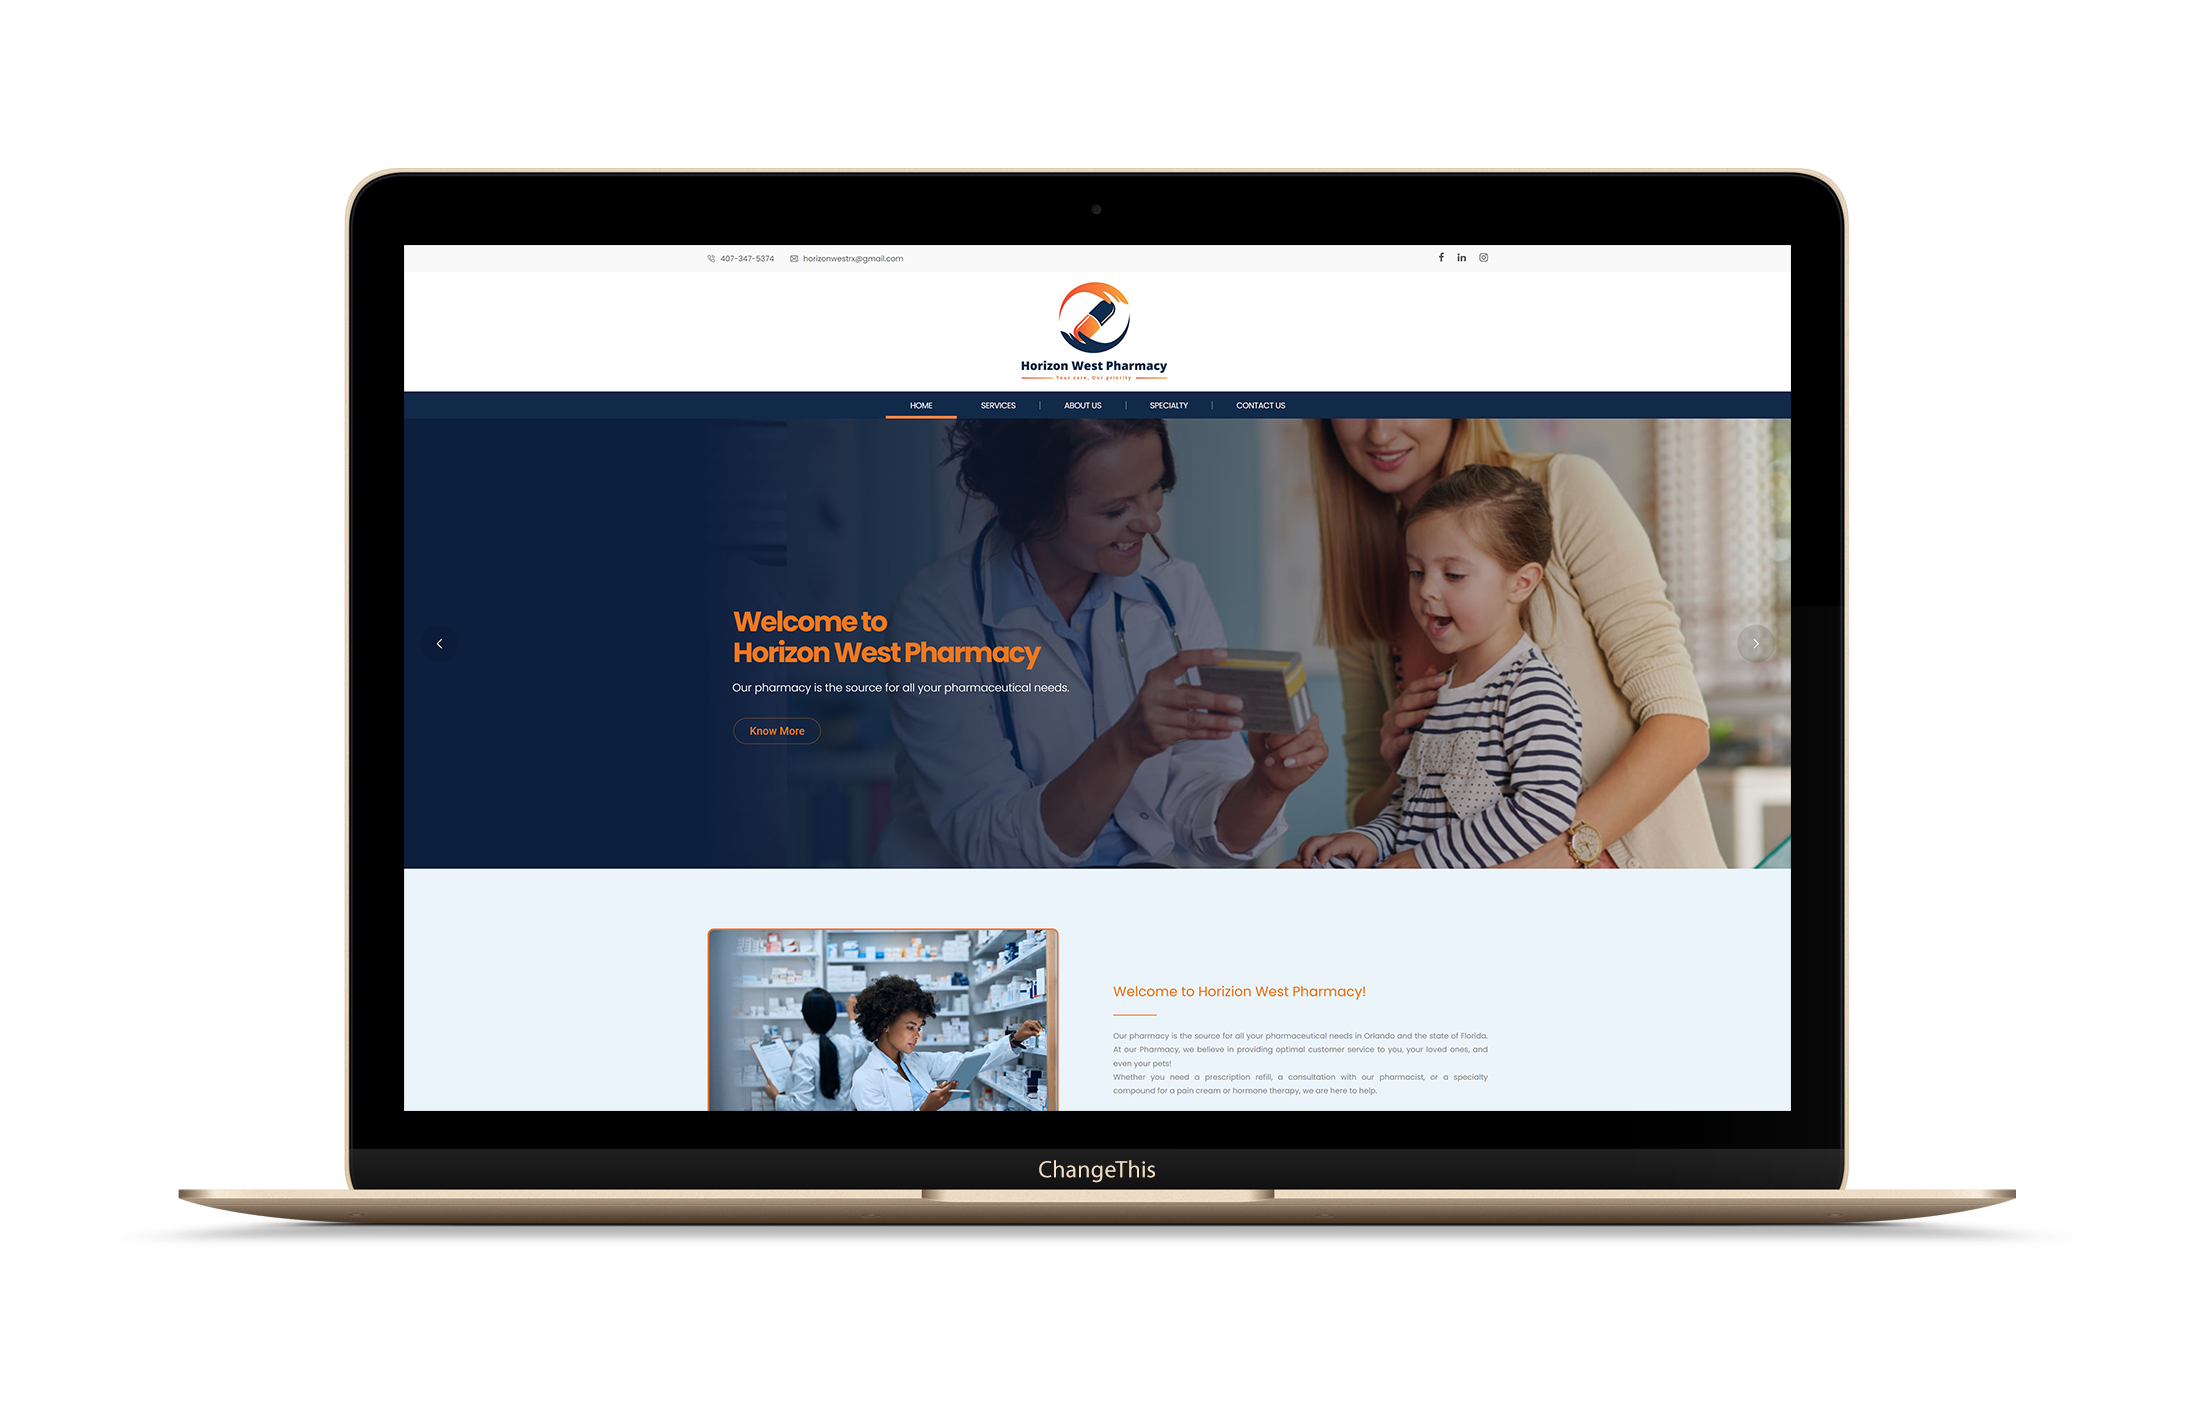 407-347-5374 horizonwestrx@gmail.com
Horizon West Pharmacy
Your care, Our priority
HOME SERVICES ABOUT US SPECIALTY CONTACT US
Welcome to
Horizon West Pharmacy
Our pharmacy is the source for all your pharmaceutical needs.
Know More
Welcome to Horizion West Pharmacy!
Our pharmacy is the source for all your pharmaceutical needs in Orlando and the state of Florida.
At our Pharmacy, we believe in providing optimal customer service to you, your loved ones, and
even your pets!
Whether you need a prescription refill, a consultation with our pharmacist, or a specialty
compound for a pain cream or hormone therapy, we are here to help.
ChangeThis